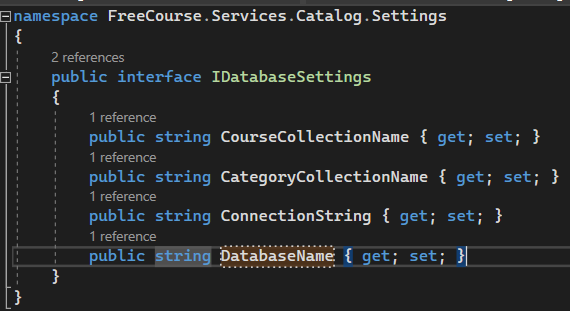 namespace FreeCourse.Services.Catalog.Settings
{
2 references
public interface IDatabaseSettings
{
1 reference
public string CourseCollectionName { get; set; }
1 reference
public string CategoryCollectionName { get; set; }
1 reference
public string ConnectionString { get; set; }
1 reference
public string DatabaseName { get; set; }
}
}